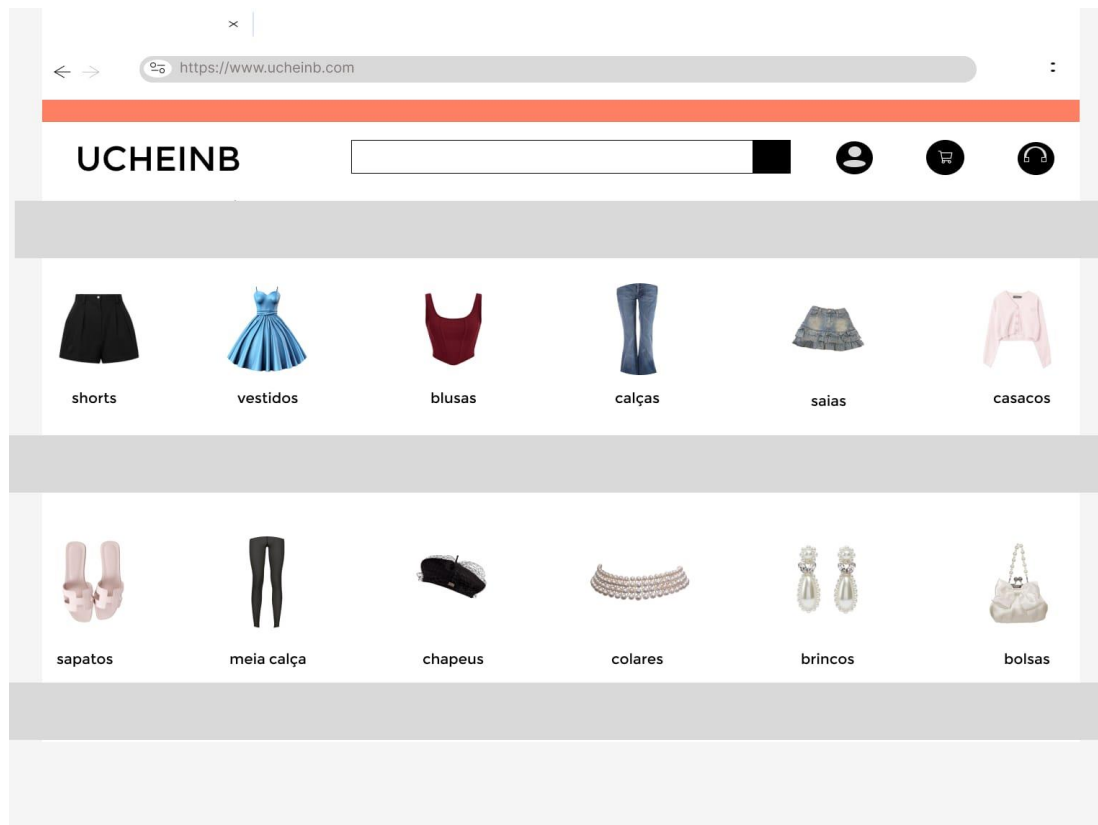 https://www.ucheinb.com
UCHEINB
shorts
vestidos
blusas
calças
saias
casacos
sapatos
meia calça
chapeus
colares
brincos
bolsas